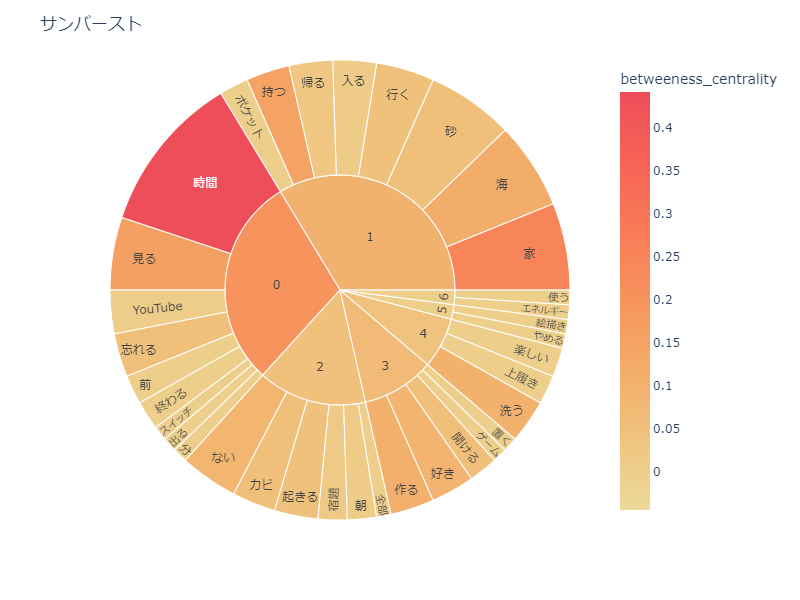 サンバースト
betweeness_centrality
0.4
0.35
0.3
0.25
0.2
0.15
0.1
0.05
0
1
家
海
砂
行く
入る
帰る
持つ
ポケット
0
時間
見る
YouTube
忘れる
前
終わる
スイッチ
出る
分
2
ない
カビ
起きる
宿題
朝
全部
3
作る
好き
開ける
ゲーム
置く
4
洗う
上履き
楽しい
5
やめる
絵描き
6
エネルギー
使う